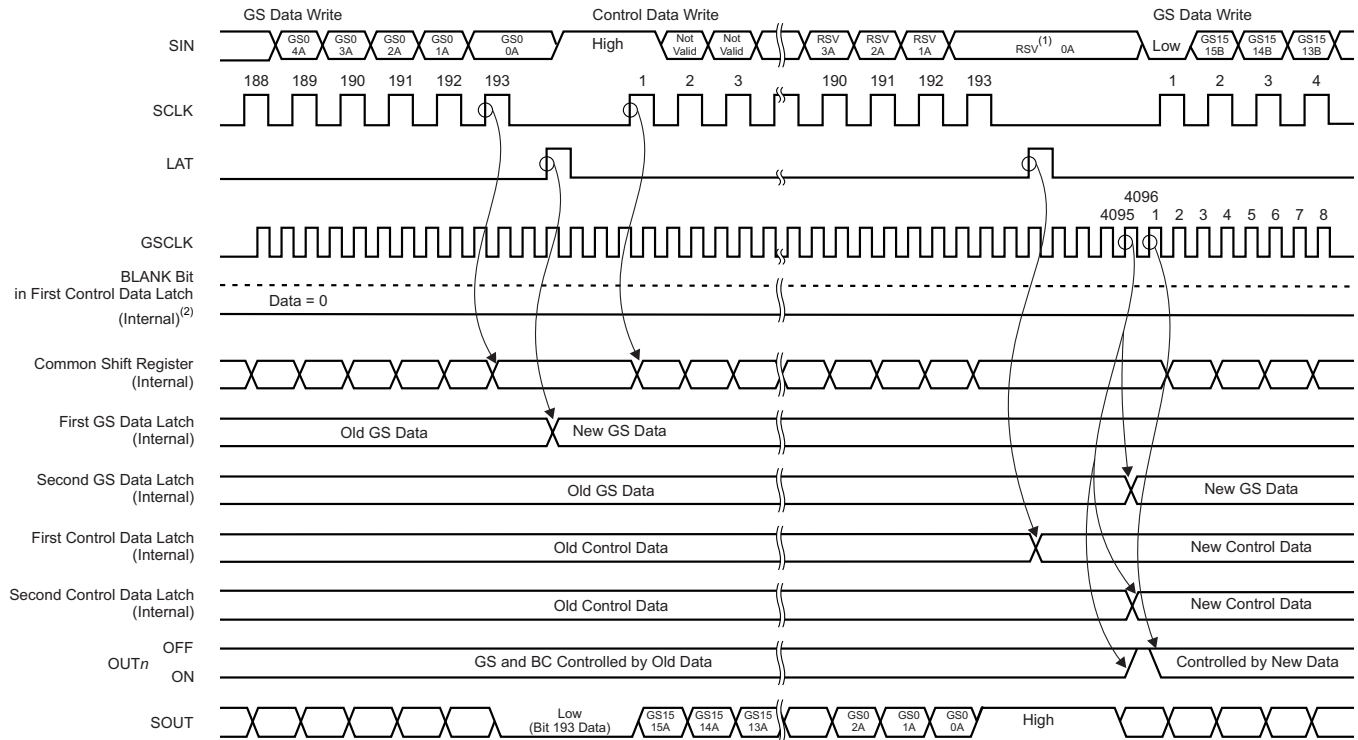 GS Data Write
Control Data Write
GS Data Write
SIN
GS0 4A
GS0 3A
GS0 2A
GS0 1A
GS0 0A
High
Not Valid
Not Valid
RSV 3A
RSV 2A
RSV 1A
RSV(1) 0A
Low
GS15 15B
GS15 14B
GS15 13B
188 189 190 191 192 193 1 2 3 190 191 192 193 1 2 3 4
SCLK
LAT
4096
4095 1 2 3 4 5 6 7 8
GSCLK
BLANK Bit
in First Control Data Latch
(Internal)(2)
Data = 0
Common Shift Register
(Internal)
First GS Data Latch
(Internal)
Old GS Data
New GS Data
Second GS Data Latch
(Internal)
Old GS Data
New GS Data
First Control Data Latch
(Internal)
Old Control Data
New Control Data
Second Control Data Latch
(Internal)
Old Control Data
New Control Data
OFF
OUTn
ON
GS and BC Controlled by Old Data
Controlled by New Data
SOUT
Low
(Bit 193 Data)
GS15 15A
GS15 14A
GS15 13A
GS0 2A
GS0 1A
GS0 0A
High